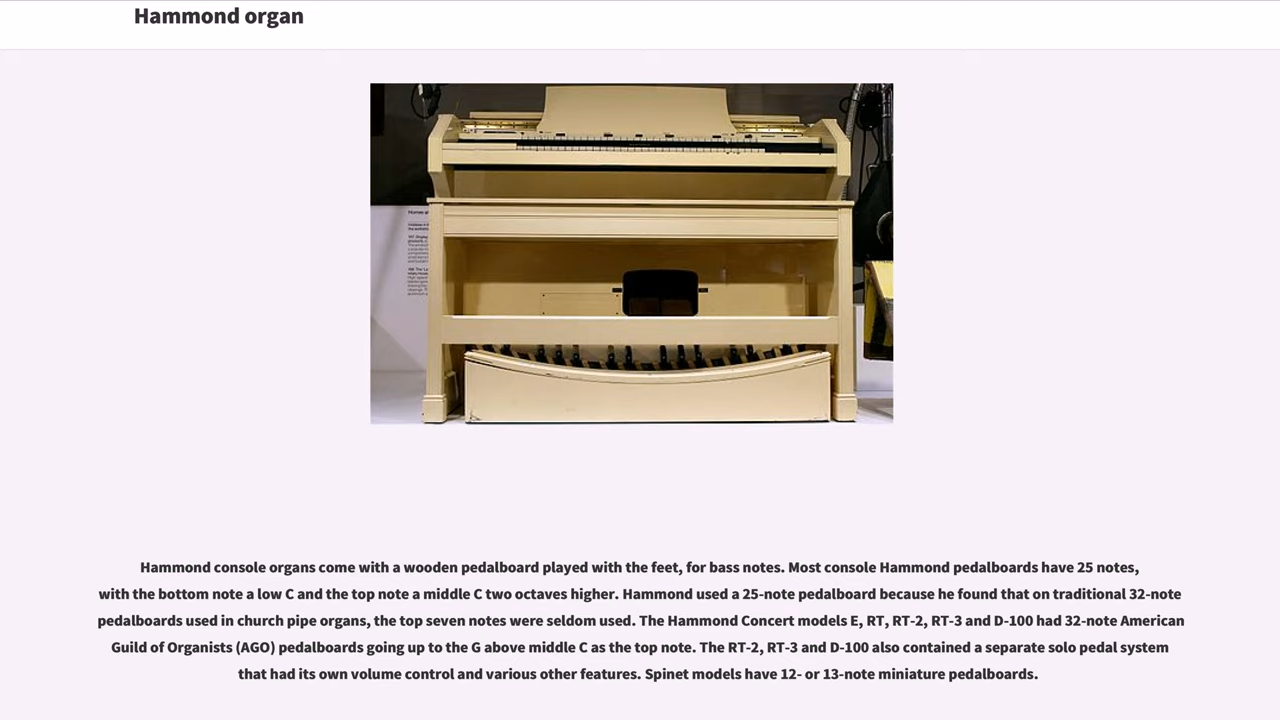 Hammond organ
Hammond console organs come with a wooden pedalboard played with the feet, for bass notes. Most console Hammond pedalboards have 25 notes,
with the bottom note a low C and the top note a middle C two octaves higher. Hammond used a 25-note pedalboard because he found that on traditional 32-note
pedalboards used in church pipe organs, the top seven notes were seldom used. The Hammond Concert models E, RT, RT-2, RT-3 and D-100 had 32-note American
Guild of Organists (AGO) pedalboards going up to the G above middle C as the top note. The RT-2, RT-3 and D-100 also contained a separate solo pedal system
that had its own volume control and various other features. Spinet models have 12- or 13-note miniature pedalboards.